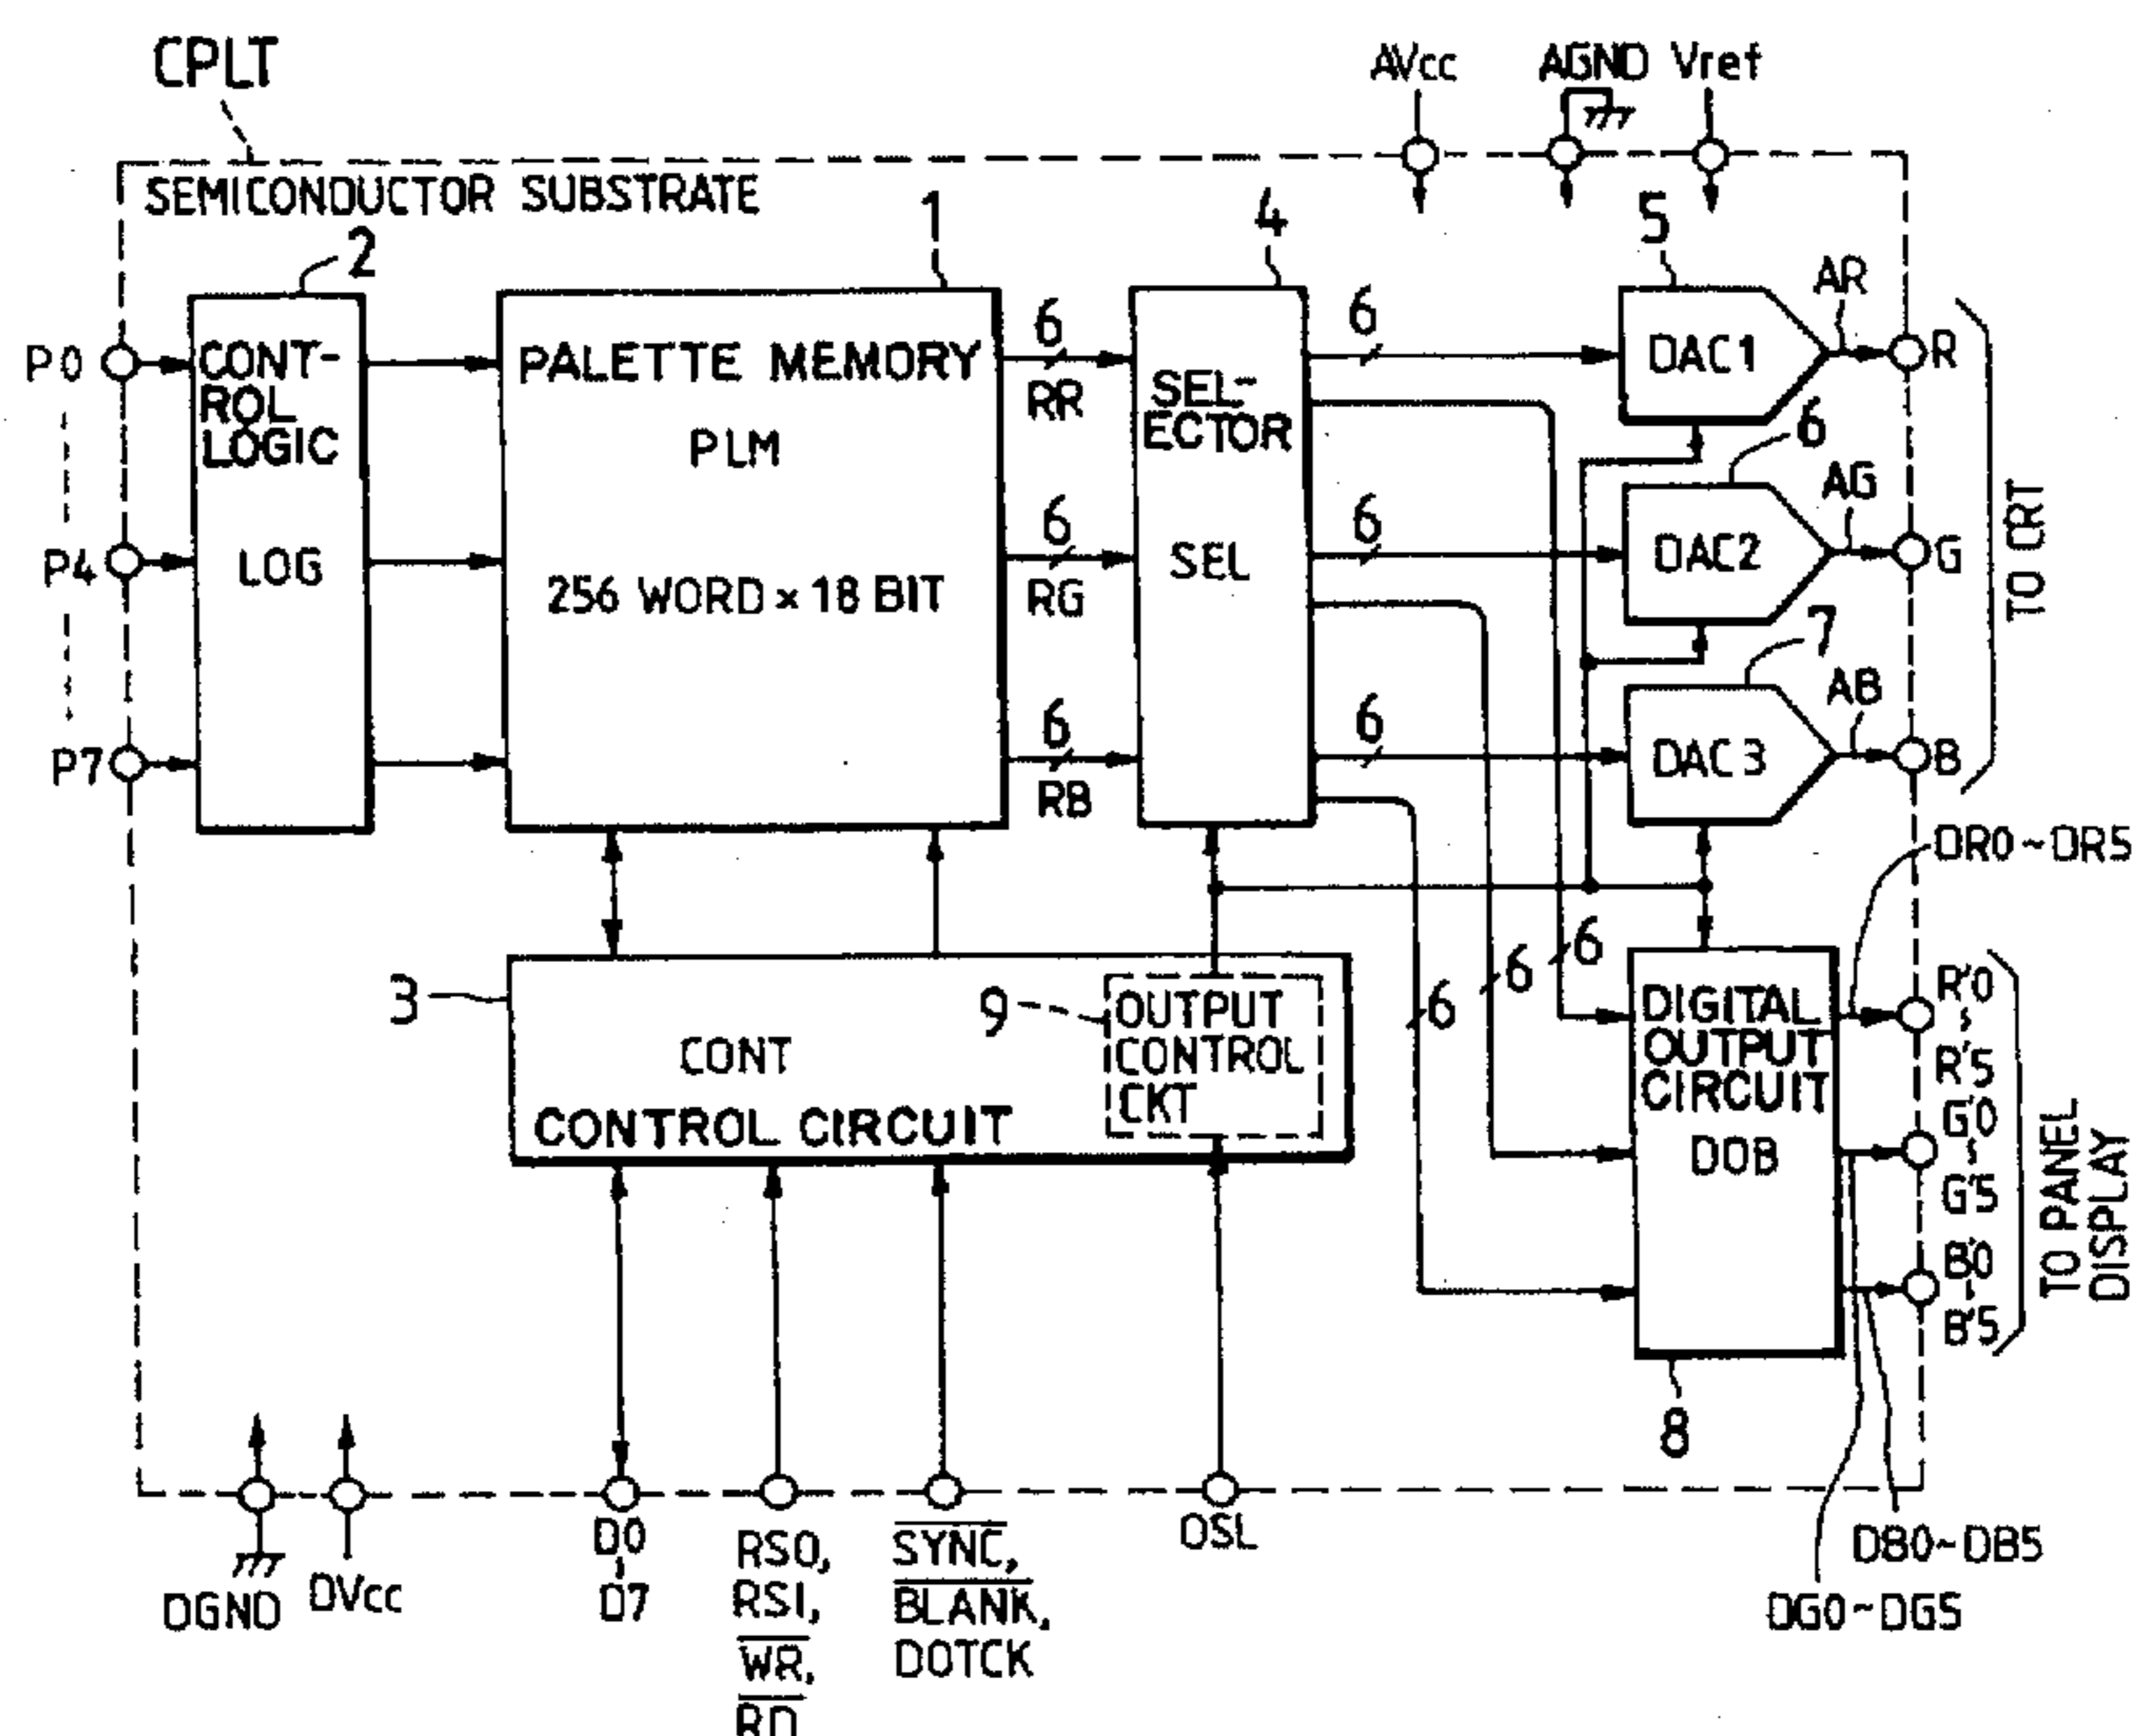 CPLT
AVcc
AGND
Vref
SEMICONDUCTOR SUBSTRATE
2
1
4
5
AR
P0
CONT-
ROL
LOGIC
LOG
PALETTE MEMORY
PLM
256 WORD × 18 BIT
6
RR
6
RG
6
RB
SEL-
ECTOR
SEL
6
6
6
DAC1
R
6
AG
DAC2
G
7
AB
DAC3
B
TO CRT
P4
P7
DR0~DR5
3
CONT
CONTROL CIRCUIT
9
OUTPUT
CONTROL
CKT
6
6
6
DIGITAL
OUTPUT
CIRCUIT
DOB
R'0
R'5
G'0
G'5
B'0
B'5
TO PANEL
DISPLAY
8
DGND
DVcc
D0
D7
RS0,
RS1,
WR,
RD
SYNC,
BLANK,
DOTCK
OSL
DB0~DB5
DG0~DG5